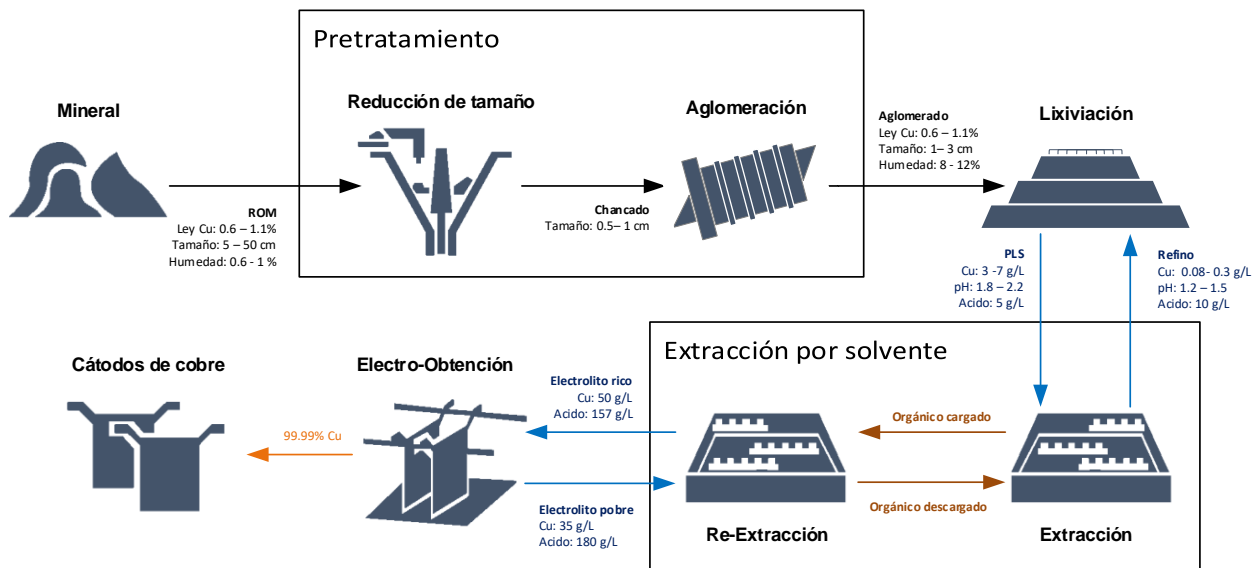 Pretratamiento
Mineral
Reducción de tamaño
Aglomeración
Aglomerado
Ley Cu: 0.6 – 1.1%
Tamaño: 1– 3 cm
Humedad: 8 - 12%
Lixiviación
ROM
Ley Cu: 0.6 – 1.1%
Tamaño: 5 – 50 cm
Humedad: 0.6 - 1 %
Chancado
Tamaño: 0.5– 1 cm
PLS
Cu: 3 -7 g/L
pH: 1.8 – 2.2
Acido: 5 g/L
Refino
Cu: 0.08- 0.3 g/L
pH: 1.2 – 1.5
Acido: 10 g/L
Extracción por solvente
Cátodos de cobre
Electro-Obtención
Electrolito rico
Cu: 50 g/L
Acido: 157 g/L
Orgánico cargado
99.99% Cu
Electrolito pobre
Cu: 35 g/L
Acido: 180 g/L
Orgánico descargado
Re-Extracción
Extracción